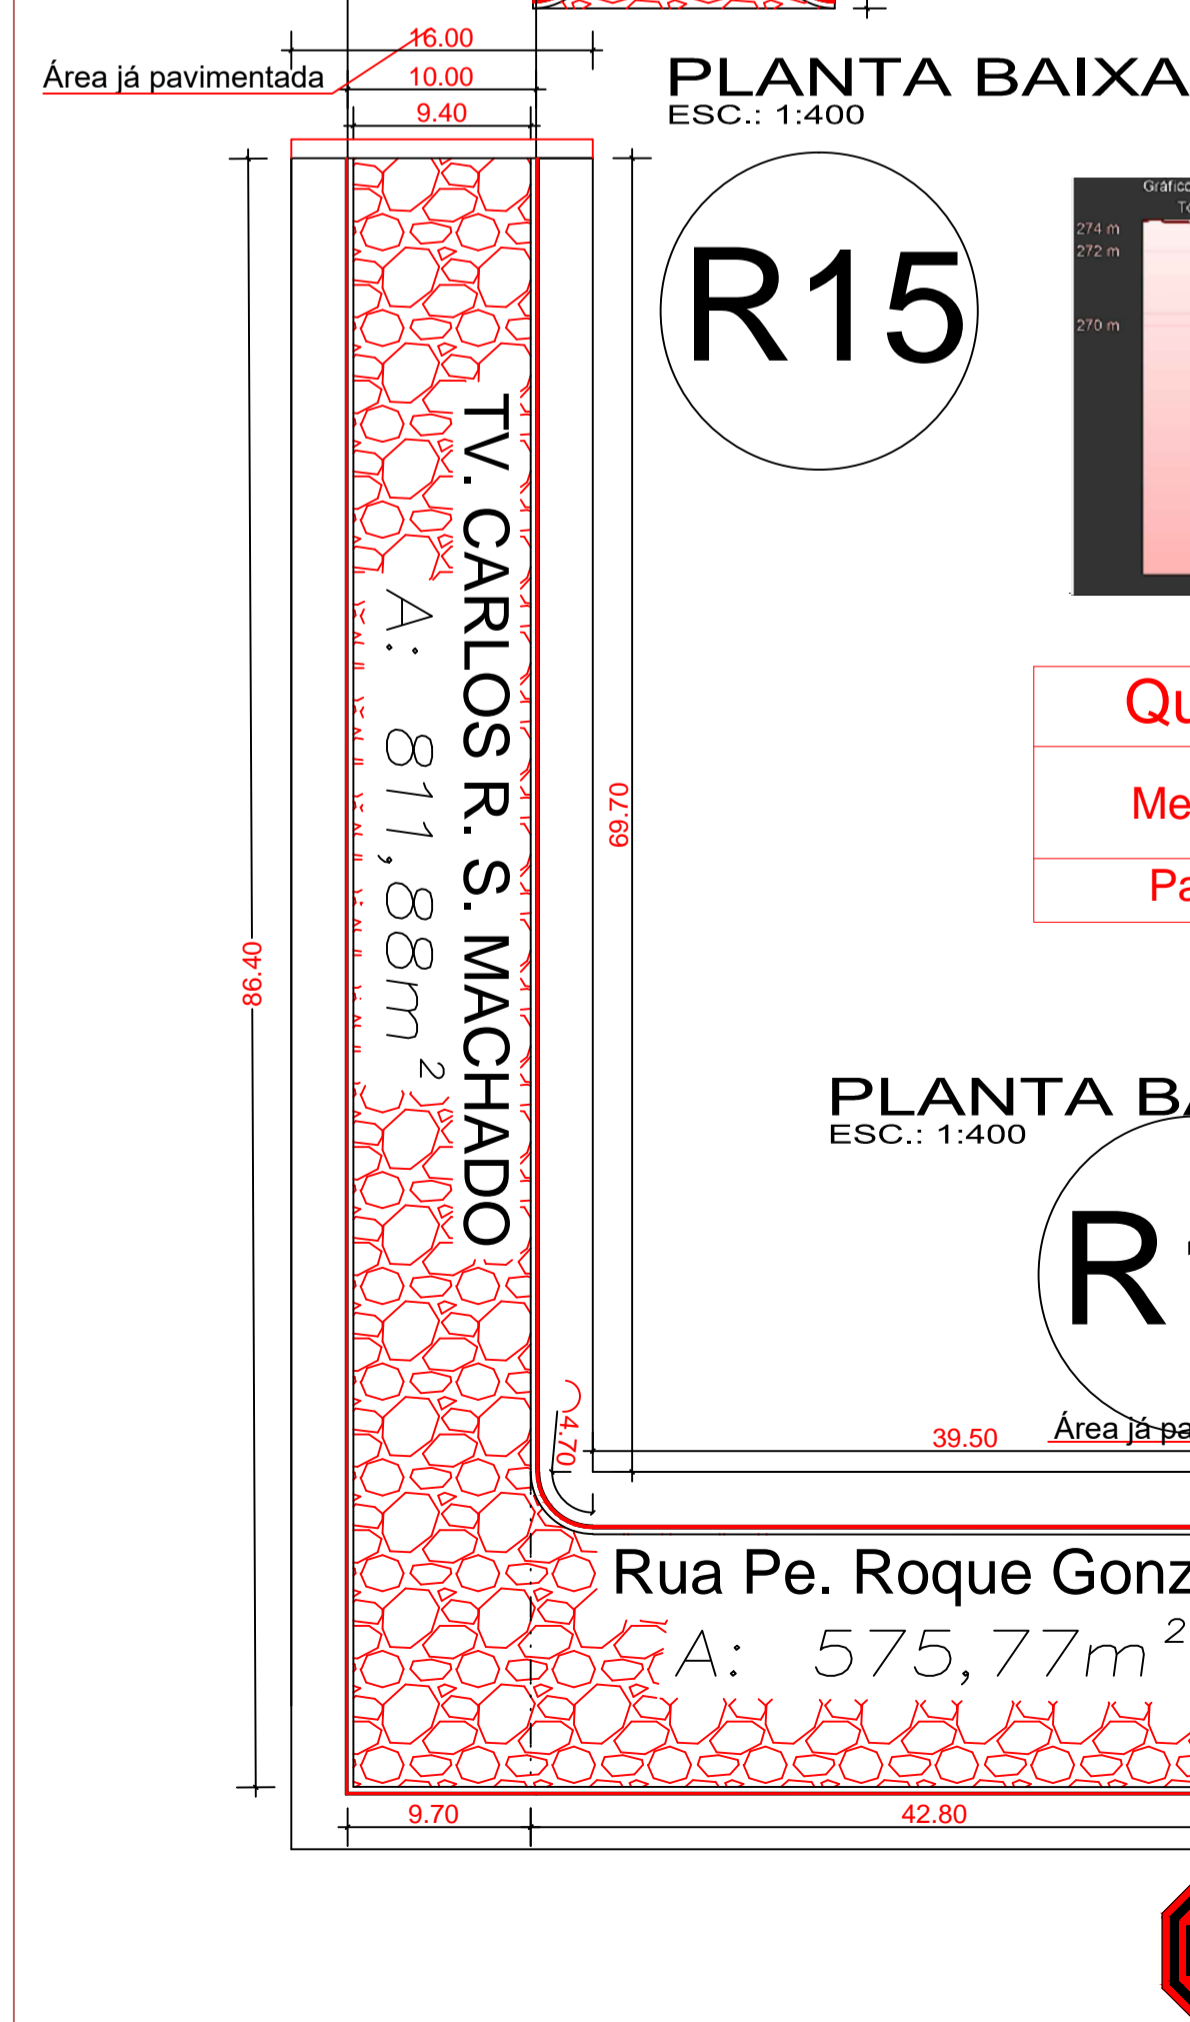 16.00
Área já pavimentada
10.00
9.40
PLANTA BAIXA
ESC.: 1:400
R15
Gráfico
274 m
272 m
270 m
TV. CARLOS R. S. MACHADO
A: 811,88m²
69.70
86.40
PLANTA
ESC.: 1:400
4.70
39.50
Área já
Rua Pe. Roque
A: 575,77m²
9.70
42.80